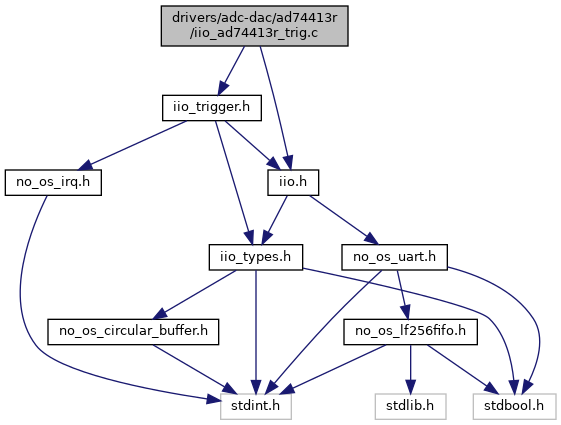 drivers/adc-dac/ad74413r
/iio_ad74413r_trig.c
iio_trigger.h
no_os_irq.h
iio.h
iio_types.h
no_os_uart.h
no_os_circular_buffer.h
no_os_lf256fifo.h
stdint.h
stdlib.h
stdbool.h